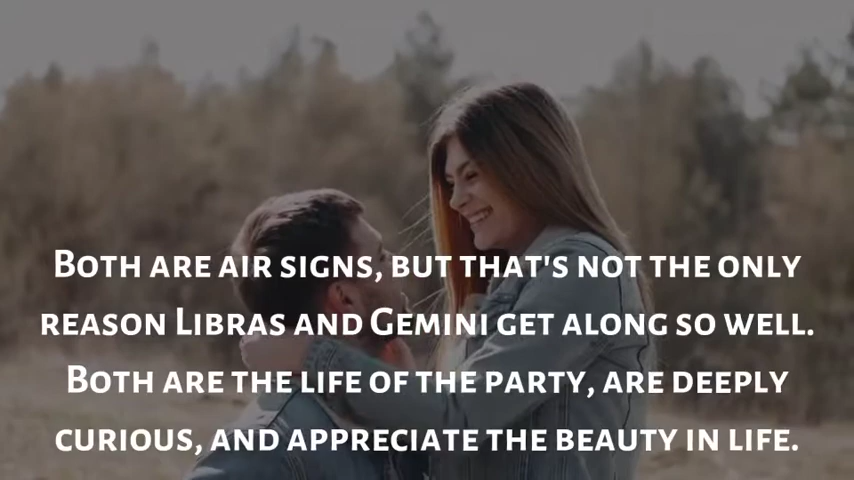 Both are air signs, but that's not the only
reason Libras and Gemini get along so well.
Both are the life of the party, are deeply
curious, and appreciate the beauty in life.